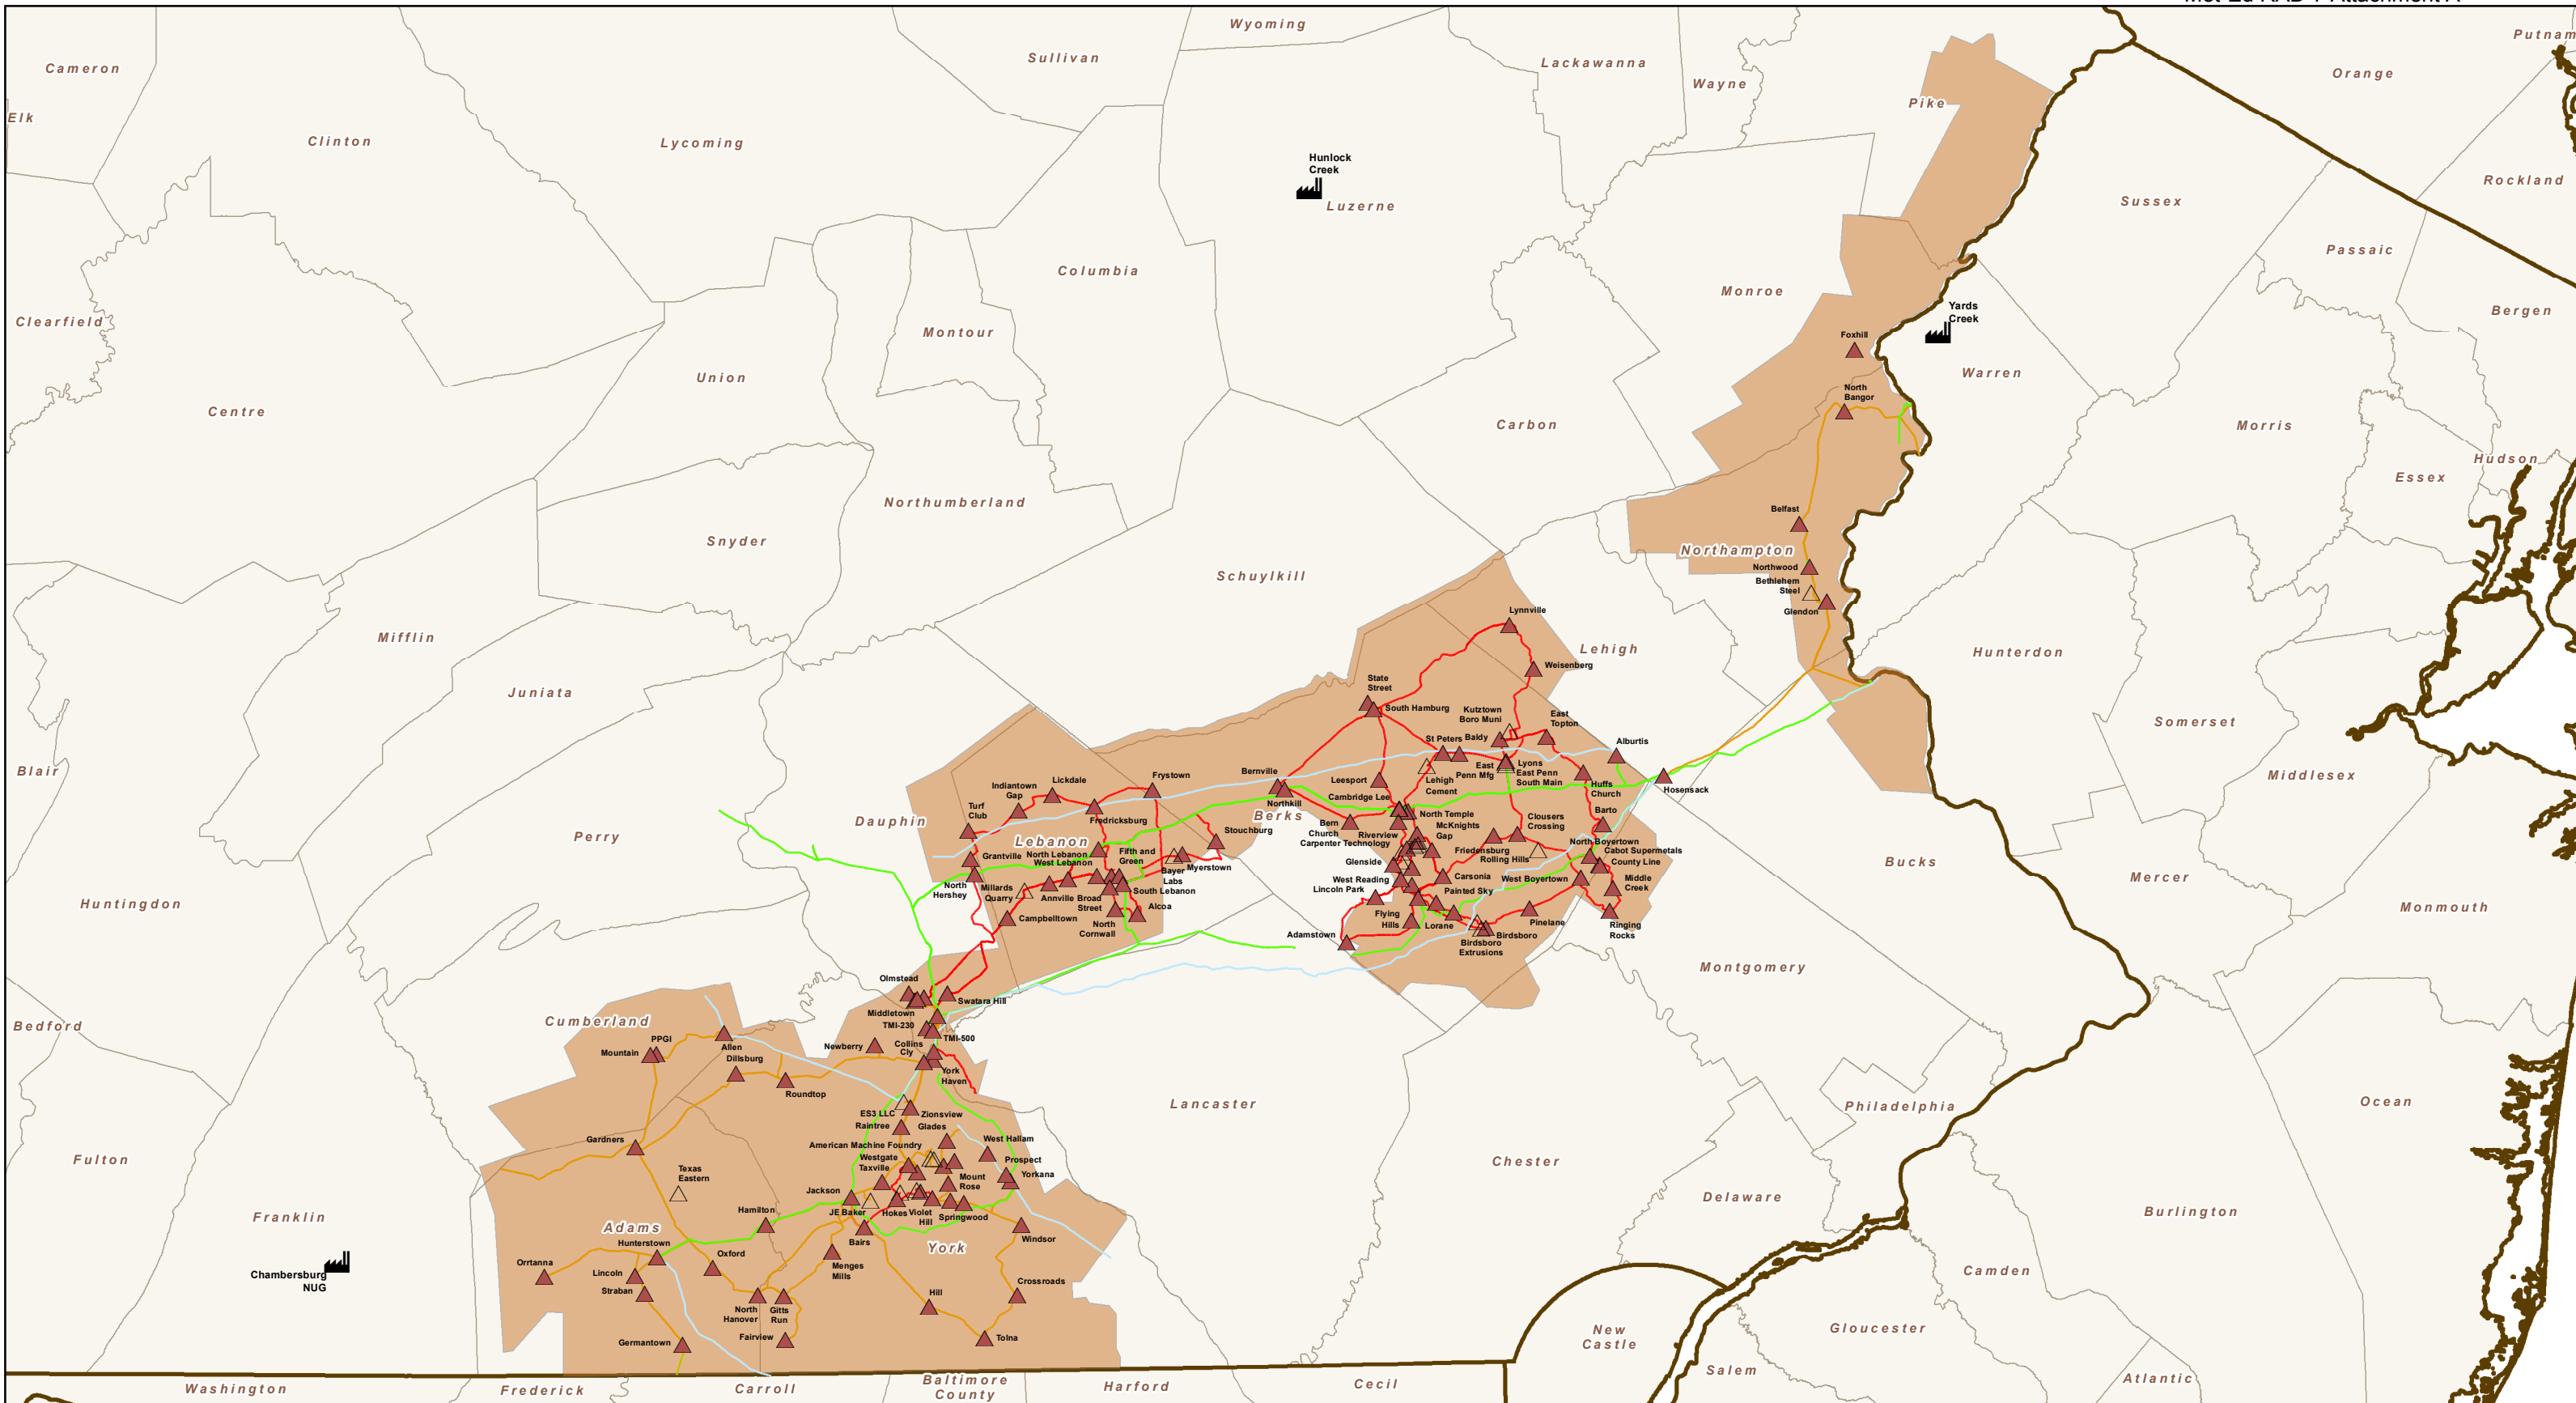 Wyoming
Putnam
Sullivan
Cameron
Lackawanna
Orange
Wayne
Pike
Elk
Clinton
Lycoming
Hunlock
Creek
Luzerne
Rockland
Sussex
Passaic
Columbia
Monroe
Yards
Creek
Bergen
Clearfield
Montour
Foxhill
Union
Warren
North
Bangor
Centre
Carbon
Morris
Hudson
Essex
Northumberland
Belfast
Snyder
Northampton
Northwood
Bethlehem
Steel
Glendon
Schuylkill
Lynnville
Mifflin
Lehigh
Hunterdon
Weisenberg
State
Street
South Hamburg
Juniata
Kutztown
Boro Muni
East
Topton
Somerset
St Peters
Baldy
Alburtis
Blair
Middlesex
Bernville
Frystown
Lickdale
Indiantown
Gap
Leesport
Lehigh
Cement
East
Penn Mfg
Lyons
East Penn
South Main
Huffs
Church
Hosensack
Turf
Club
Northkill
Cambridge Lee
Dauphin
Fredricksburg
Berks
Bern
Church
North Temple
Barto
Perry
Lebanon
Stouchburg
Riverview
McKnights
Gap
Clousers
Crossing
Carpenter Technology
North Boyertown
Grantville
North Lebanon
West Lebanon
Fifth and
Green
Myerstown
Glenside
Friedensburg
Rolling Hills
Cabot Supermetals
County Line
Bucks
Bayer
Labs
North
Hershey
Millards
Quarry
South Lebanon
West Reading
Lincoln Park
Carsonia
West Boyertown
Middle
Creek
Mercer
Annville
Broad
Street
Alcoa
Painted Sky
Huntingdon
Monmouth
Campbelltown
North
Cornwall
Flying
Hills
Lorane
Pinelane
Ringing
Rocks
Adamstown
Birdsboro
Birdsboro
Extrusions
Montgomery
Olmstead
Swatara Hill
Middletown
TMI-230
Cumberland
Bedford
TMI-500
PPGI
Mountain
Allen
Dillsburg
Newberry
Collins
Cly
York
Haven
Roundtop
Lancaster
Philadelphia
Ocean
ES3 LLC
Zionsview
Raintree
Glades
Gardners
American Machine Foundry
West Hallam
Westgate
Taxville
Prospect
Yorkana
Fulton
Chester
Texas
Eastern
Mount
Rose
Jackson
Delaware
JE Baker
Hokes
Violet
Hill
Springwood
Hamilton
Franklin
Adams
Burlington
Windsor
Bairs
York
Hunterstown
Oxford
Orrtanna
Menges
Mills
Camden
Chambersburg
NUG
Lincoln
Straban
Crossroads
Hill
North
Hanover
Gitts
Run
Germantown
Fairview
Tolna
New
Castle
Gloucester
Salem
Atlantic
Washington
Frederick
Carroll
Baltimore
County
Harford
Cecil